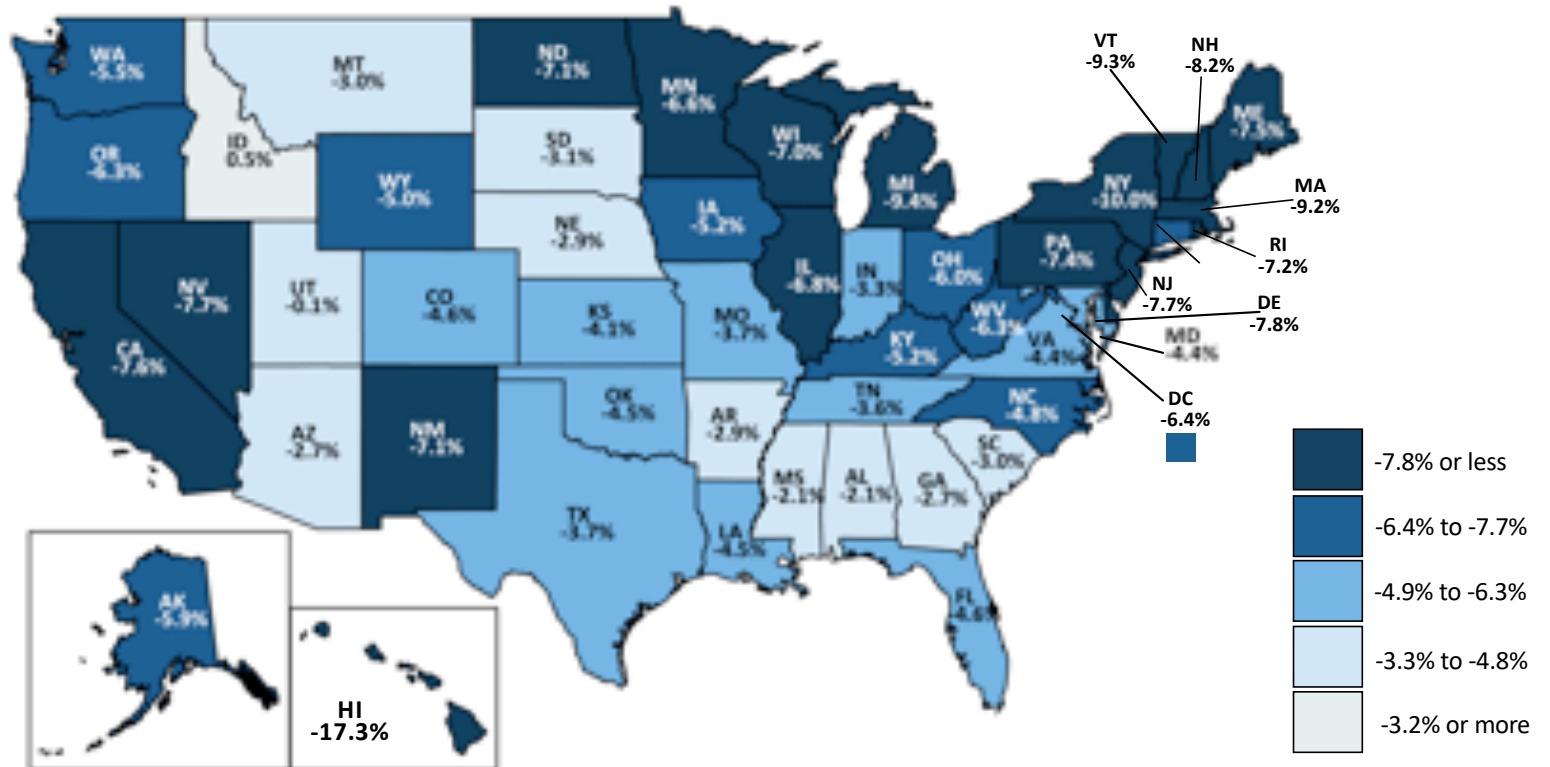 WA
-5.5%
OR
-6.3%
CA
-7.6%
NV
-7.7%
ID
0.5%
MT
-3.0%
WY
-5.0%
UT
-0.1%
AZ
-2.7%
CO
-4.6%
NM
-7.1%
ND
-7.1%
SD
-3.1%
NE
-2.9%
KS
-4.1%
OK
-4.5%
TX
-3.7%
MN
-6.6%
IA
-5.2%
MO
-3.7%
AR
-2.9%
LA
-4.5%
WI
-7.0%
IL
-6.8%
MI
-9.4%
IN
-3.3%
OH
-6.0%
KY
-5.2%
TN
-3.6%
MS
-2.1%
AL
-2.1%
GA
-2.7%
FL
-4.6%
SC
-3.0%
NC
-4.8%
VA
-4.4%
WV
-6.3%
PA
-7.4%
NY
-10.0%
VT
-9.3%
NH
-8.2%
ME
-7.5%
MA
-9.2%
RI
-7.2%
NJ
-7.7%
DE
-7.8%
MD
-4.4%
DC
-6.4%
AK
-5.9%
HI
-17.3%
-7.8% or less
-6.4% to -7.7%
-4.9% to -6.3%
-3.3% to -4.8%
-3.2% or more